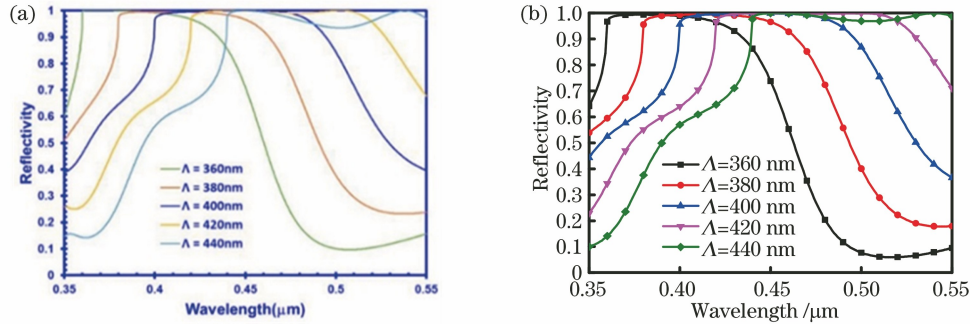 (a)
Reflectivity
1
0.9
0.8
0.7
0.6
0.5
0.4
0.3
0.2
0.1
0
Λ = 360nm
Λ = 380nm
Λ = 400nm
Λ = 420nm
Λ = 440nm
0.35 0.4 0.45 0.5 0.55
Wavelength(μm)
(b)
Reflectivity
1.0
0.9
0.8
0.7
0.6
0.5
0.4
0.3
0.2
0.1
0
Λ=360 nm
Λ=380 nm
Λ=400 nm
Λ=420 nm
Λ=440 nm
0.35 0.40 0.45 0.50 0.55
Wavelength /μm